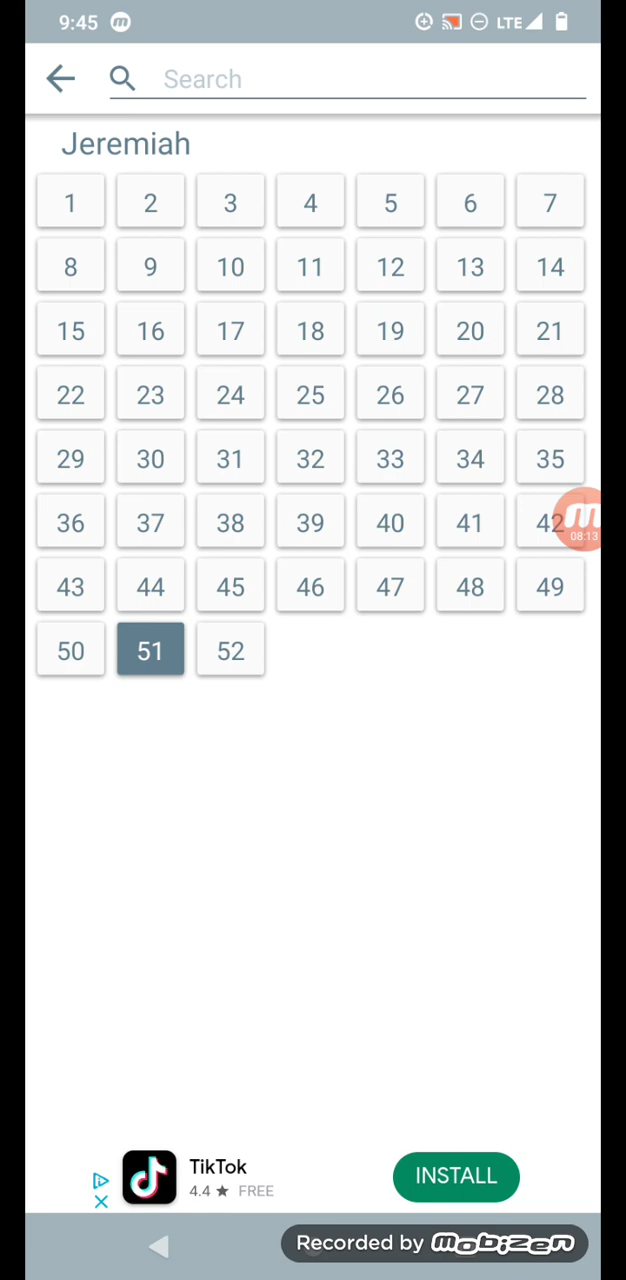 9:45 LTE
Search
Jeremiah
1 2 3 4 5 6 7
8 9 10 11 12 13 14
15 16 17 18 19 20 21
22 23 24 25 26 27 28
29 30 31 32 33 34 35
36 37 38 39 40 41 42
08:13
43 44 45 46 47 48 49
50 51 52
TikTok
4.4 ★ FREE
INSTALL
Recorded by mobizen